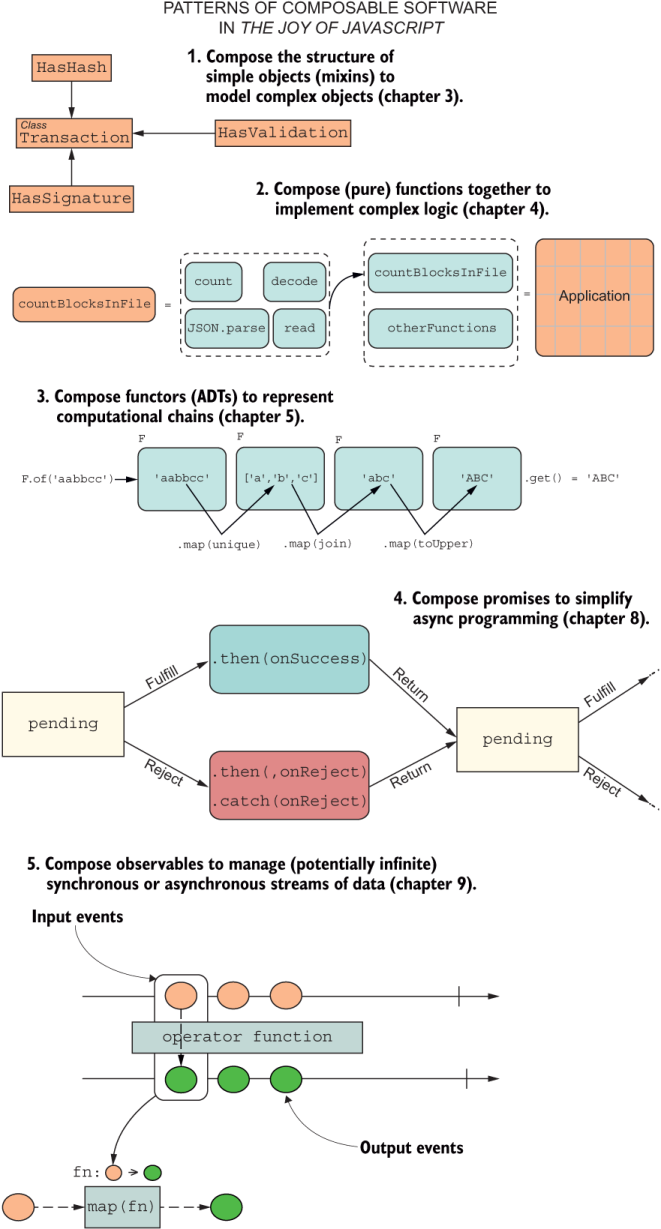 PATTERNS OF COMPOSABLE SOFTWARE
IN THE JOY OF JAVASCRIPT
1. Compose the structure of
simple objects (mixins) to
model complex objects (chapter 3).
HasHash
Class
Transaction
HasValidation
HasSignature
2. Compose (pure) functions together to
implement complex logic (chapter 4).
countBlocksInFile
=
count
decode
JSON.parse
read
countBlocksInFile
otherFunctions
=
Application
3. Compose functors (ADTs) to represent
computational chains (chapter 5).
F
F
F
F
F.of('aabbcc')
'aabbcc'
['a','b','c']
'abc'
'ABC'
.get() = 'ABC'
.map(unique)
.map(join)
.map(toUpper)
4. Compose promises to simplify
async programming (chapter 8).
pending
Fulfill
Reject
.then(onSuccess)
.then(,onReject)
.catch(onReject)
Return
Return
pending
Fulfill
Reject
5. Compose observables to manage (potentially infinite)
synchronous or asynchronous streams of data (chapter 9).
Input events
operator function
Output events
fn:
map(fn)